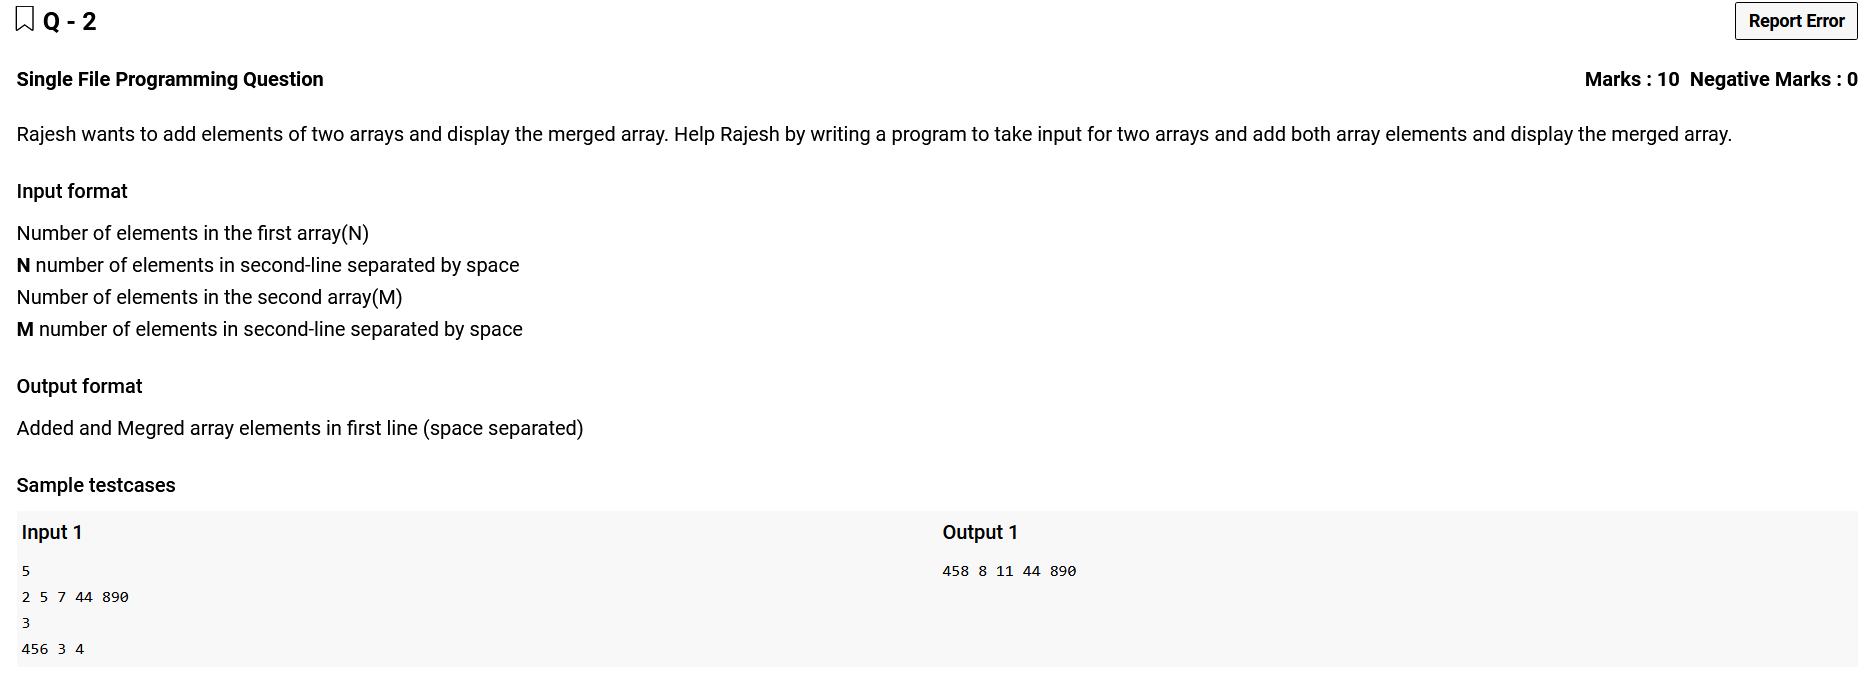 Q - 2
Report Error
Single File Programming Question
Marks : 10 Negative Marks : 0
Rajesh wants to add elements of two arrays and display the merged array. Help Rajesh by writing a program to take input for two arrays and add both array elements and display the merged array.
Input format
Number of elements in the first array(N)
N number of elements in second-line separated by space
Number of elements in the second array(M)
M number of elements in second-line separated by space
Output format
Added and Megred array elements in first line (space separated)
Sample testcases
Input 1
5
2 5 7 44 890
3
456 3 4
Output 1
458 8 11 44 890